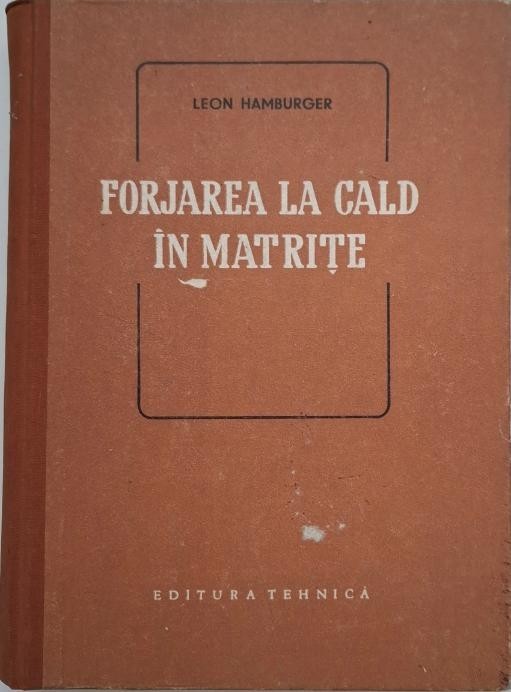 LEON HAMBURGER
FORJAREA LA CALD
ÎN MATRIȚE
EDITURA TEHNICĂ